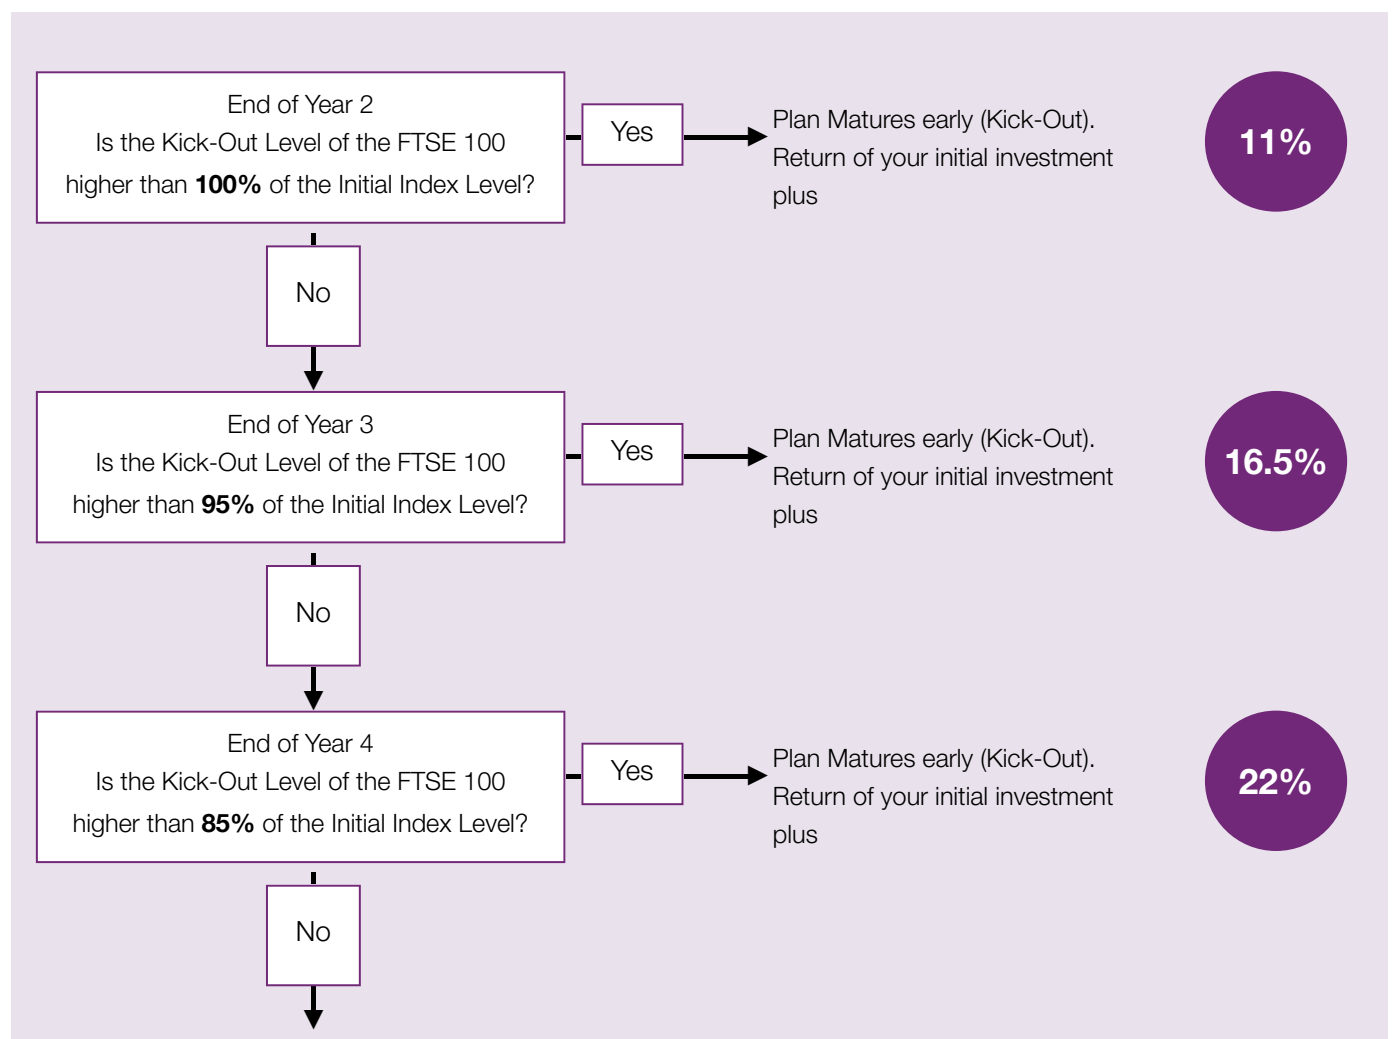 End of Year 2
Is the Kick-Out Level of the FTSE 100
higher than 100% of the Initial Index Level?
Yes
Plan Matures early (Kick-Out).
Return of your initial investment
plus
11%
No
End of Year 3
Is the Kick-Out Level of the FTSE 100
higher than 95% of the Initial Index Level?
Yes
Plan Matures early (Kick-Out).
Return of your initial investment
plus
16.5%
No
End of Year 4
Is the Kick-Out Level of the FTSE 100
higher than 85% of the Initial Index Level?
Yes
Plan Matures early (Kick-Out).
Return of your initial investment
plus
22%
No